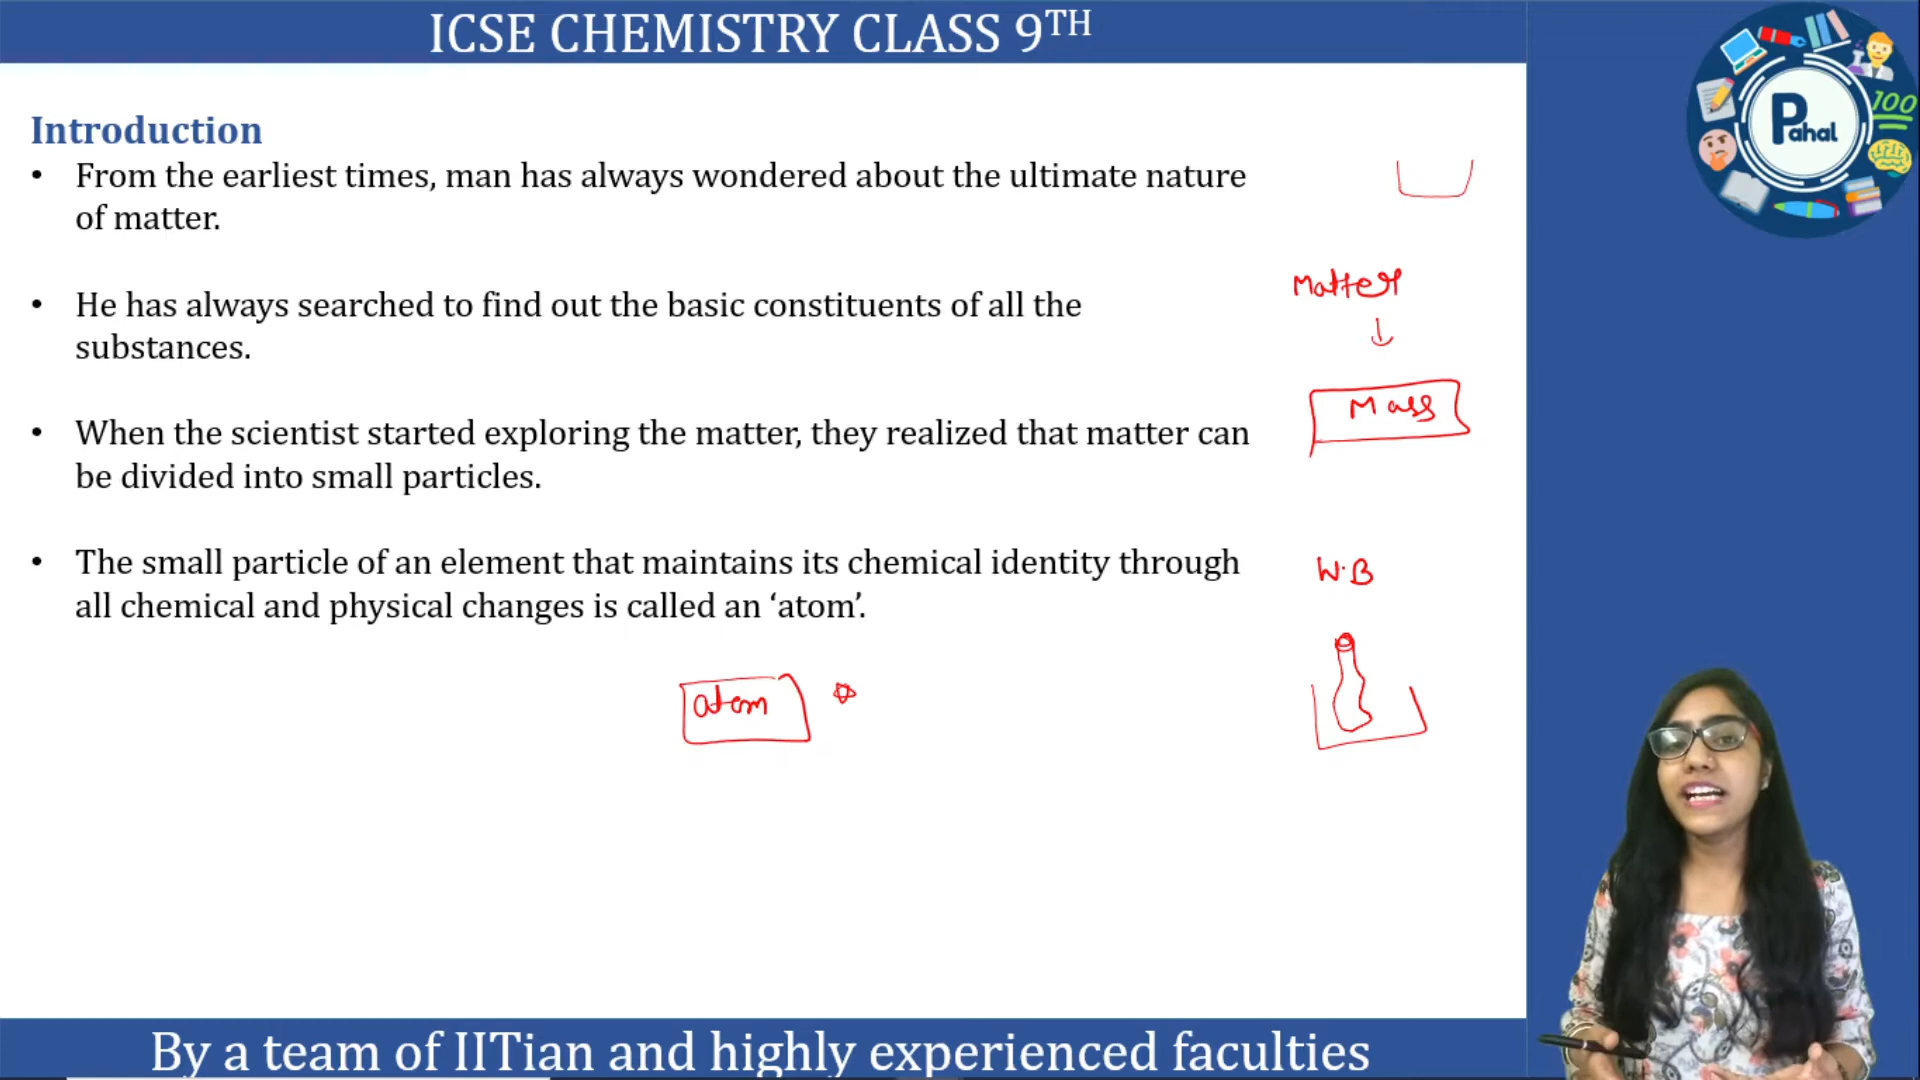 ICSE CHEMISTRY CLASS 9TH
Introduction
• From the earliest times, man has always wondered about the ultimate nature
of matter.
• He has always searched to find out the basic constituents of all the
substances.
• When the scientist started exploring the matter, they realized that matter can
be divided into small particles.
• The small particle of an element that maintains its chemical identity through
all chemical and physical changes is called an ‘atom’.
Matter
Mass
W.B
atom
Pahal
100
By a team of IITian and highly experienced faculties